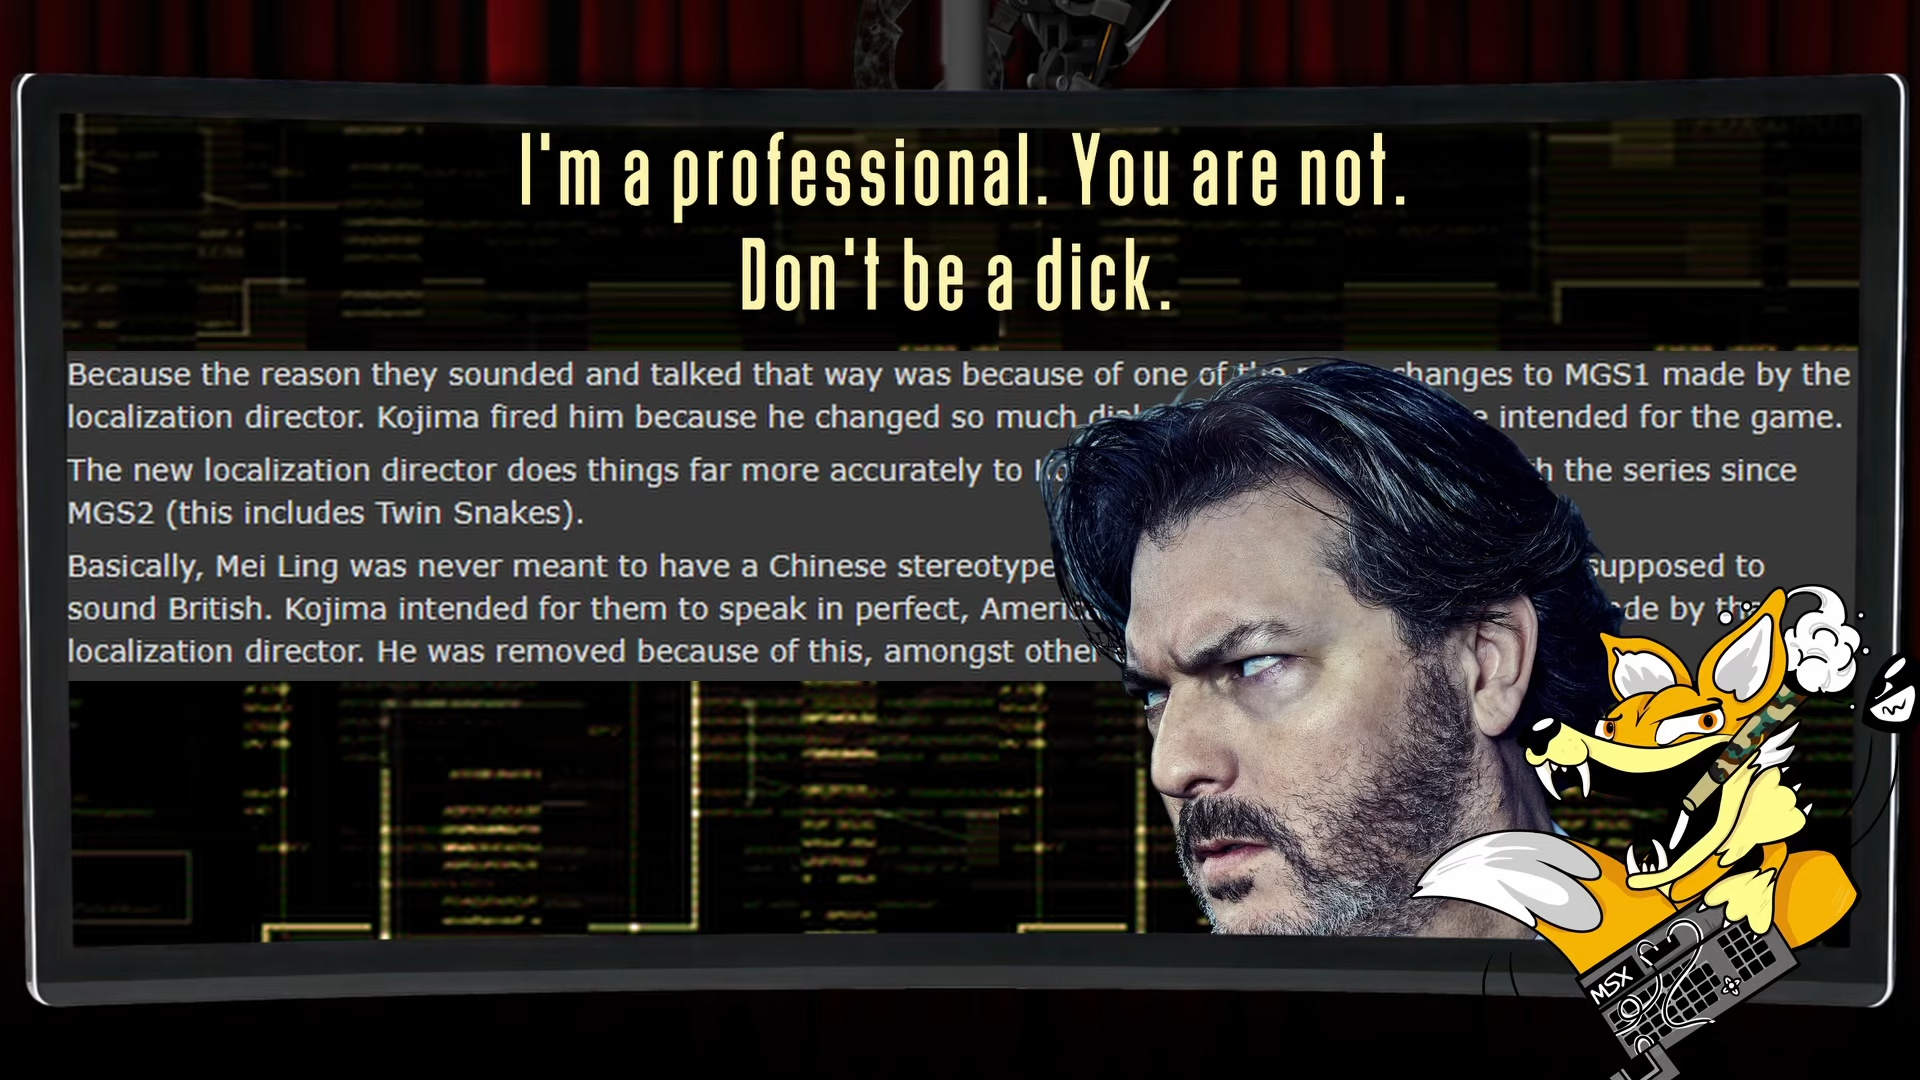 I'm a professional. You are not.
Don't be a dick.
Because the reason they sounded and talked that way was because of one of the changes to MGS1 made by the
localization director. Kojima fired him because he changed so much intended for the game.
The new localization director does things far more accurately to the series since
MGS2 (this includes Twin Snakes).
Basically, Mei Ling was never meant to have a Chinese stereotype supposed to
sound British. Kojima intended for them to speak in perfect, made by
localization director. He was removed because of this, amongst other
MSX